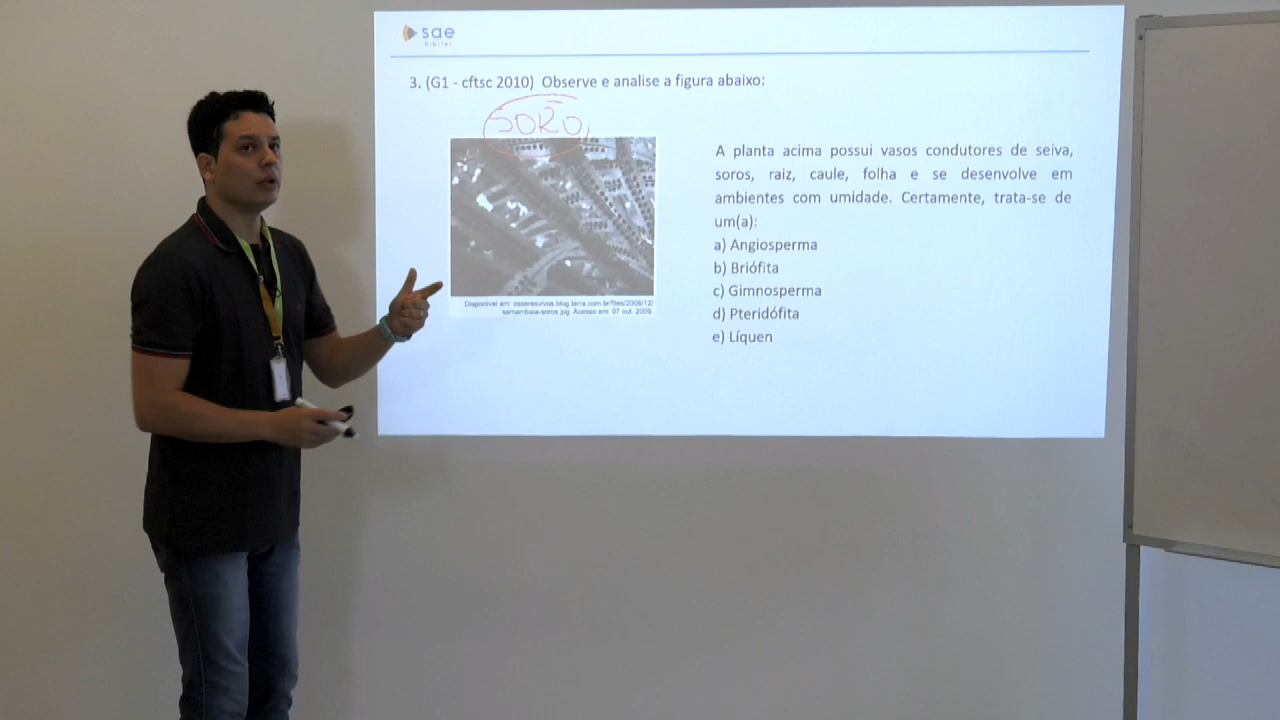 sae
DIGITAL
3. (G1 - cftsc 2010) Observe e analise a figura abaixo:
SORO
A planta acima possui vasos condutores de seiva,
soros, raiz, caule, folha e se desenvolve em
ambientes com umidade. Certamente, trata-se de
um(a):
a) Angiosperma
b) Briófita
c) Gimnosperma
d) Pteridófita
e) Líquen
Disponível em: osseresvivos.blog.terra.com.br/files/2008/12/
samambaia-soros.jpg. Acesso em: 07 out. 2009.